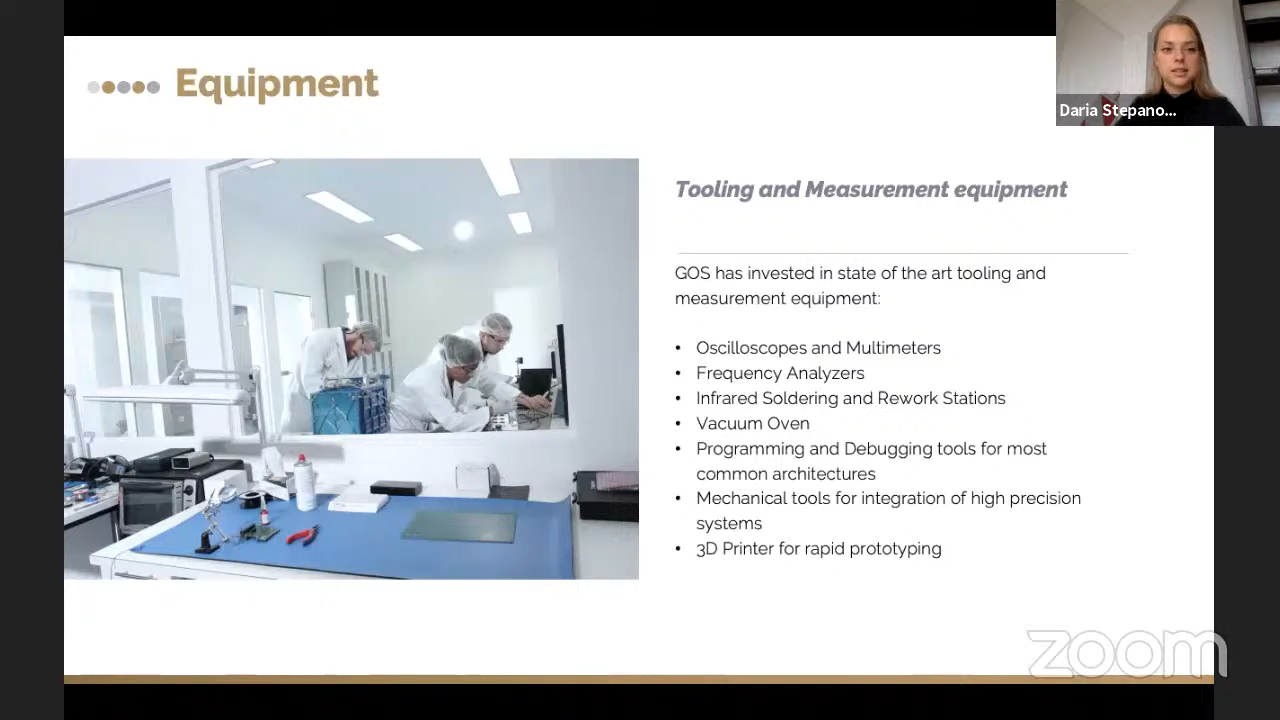 Equipment
Daria Stepano...
Tooling and Measurement equipment
GOS has invested in state of the art tooling and
measurement equipment:
• Oscilloscopes and Multimeters
• Frequency Analyzers
• Infrared Soldering and Rework Stations
• Vacuum Oven
• Programming and Debugging tools for most
common architectures
• Mechanical tools for integration of high precision
systems
• 3D Printer for rapid prototyping
zoom